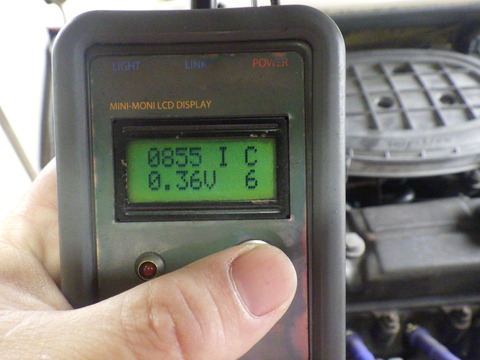 LIGHT LINK POWER
MINI-MONI LCD DISPLAY
0855 I C
0.36V 6